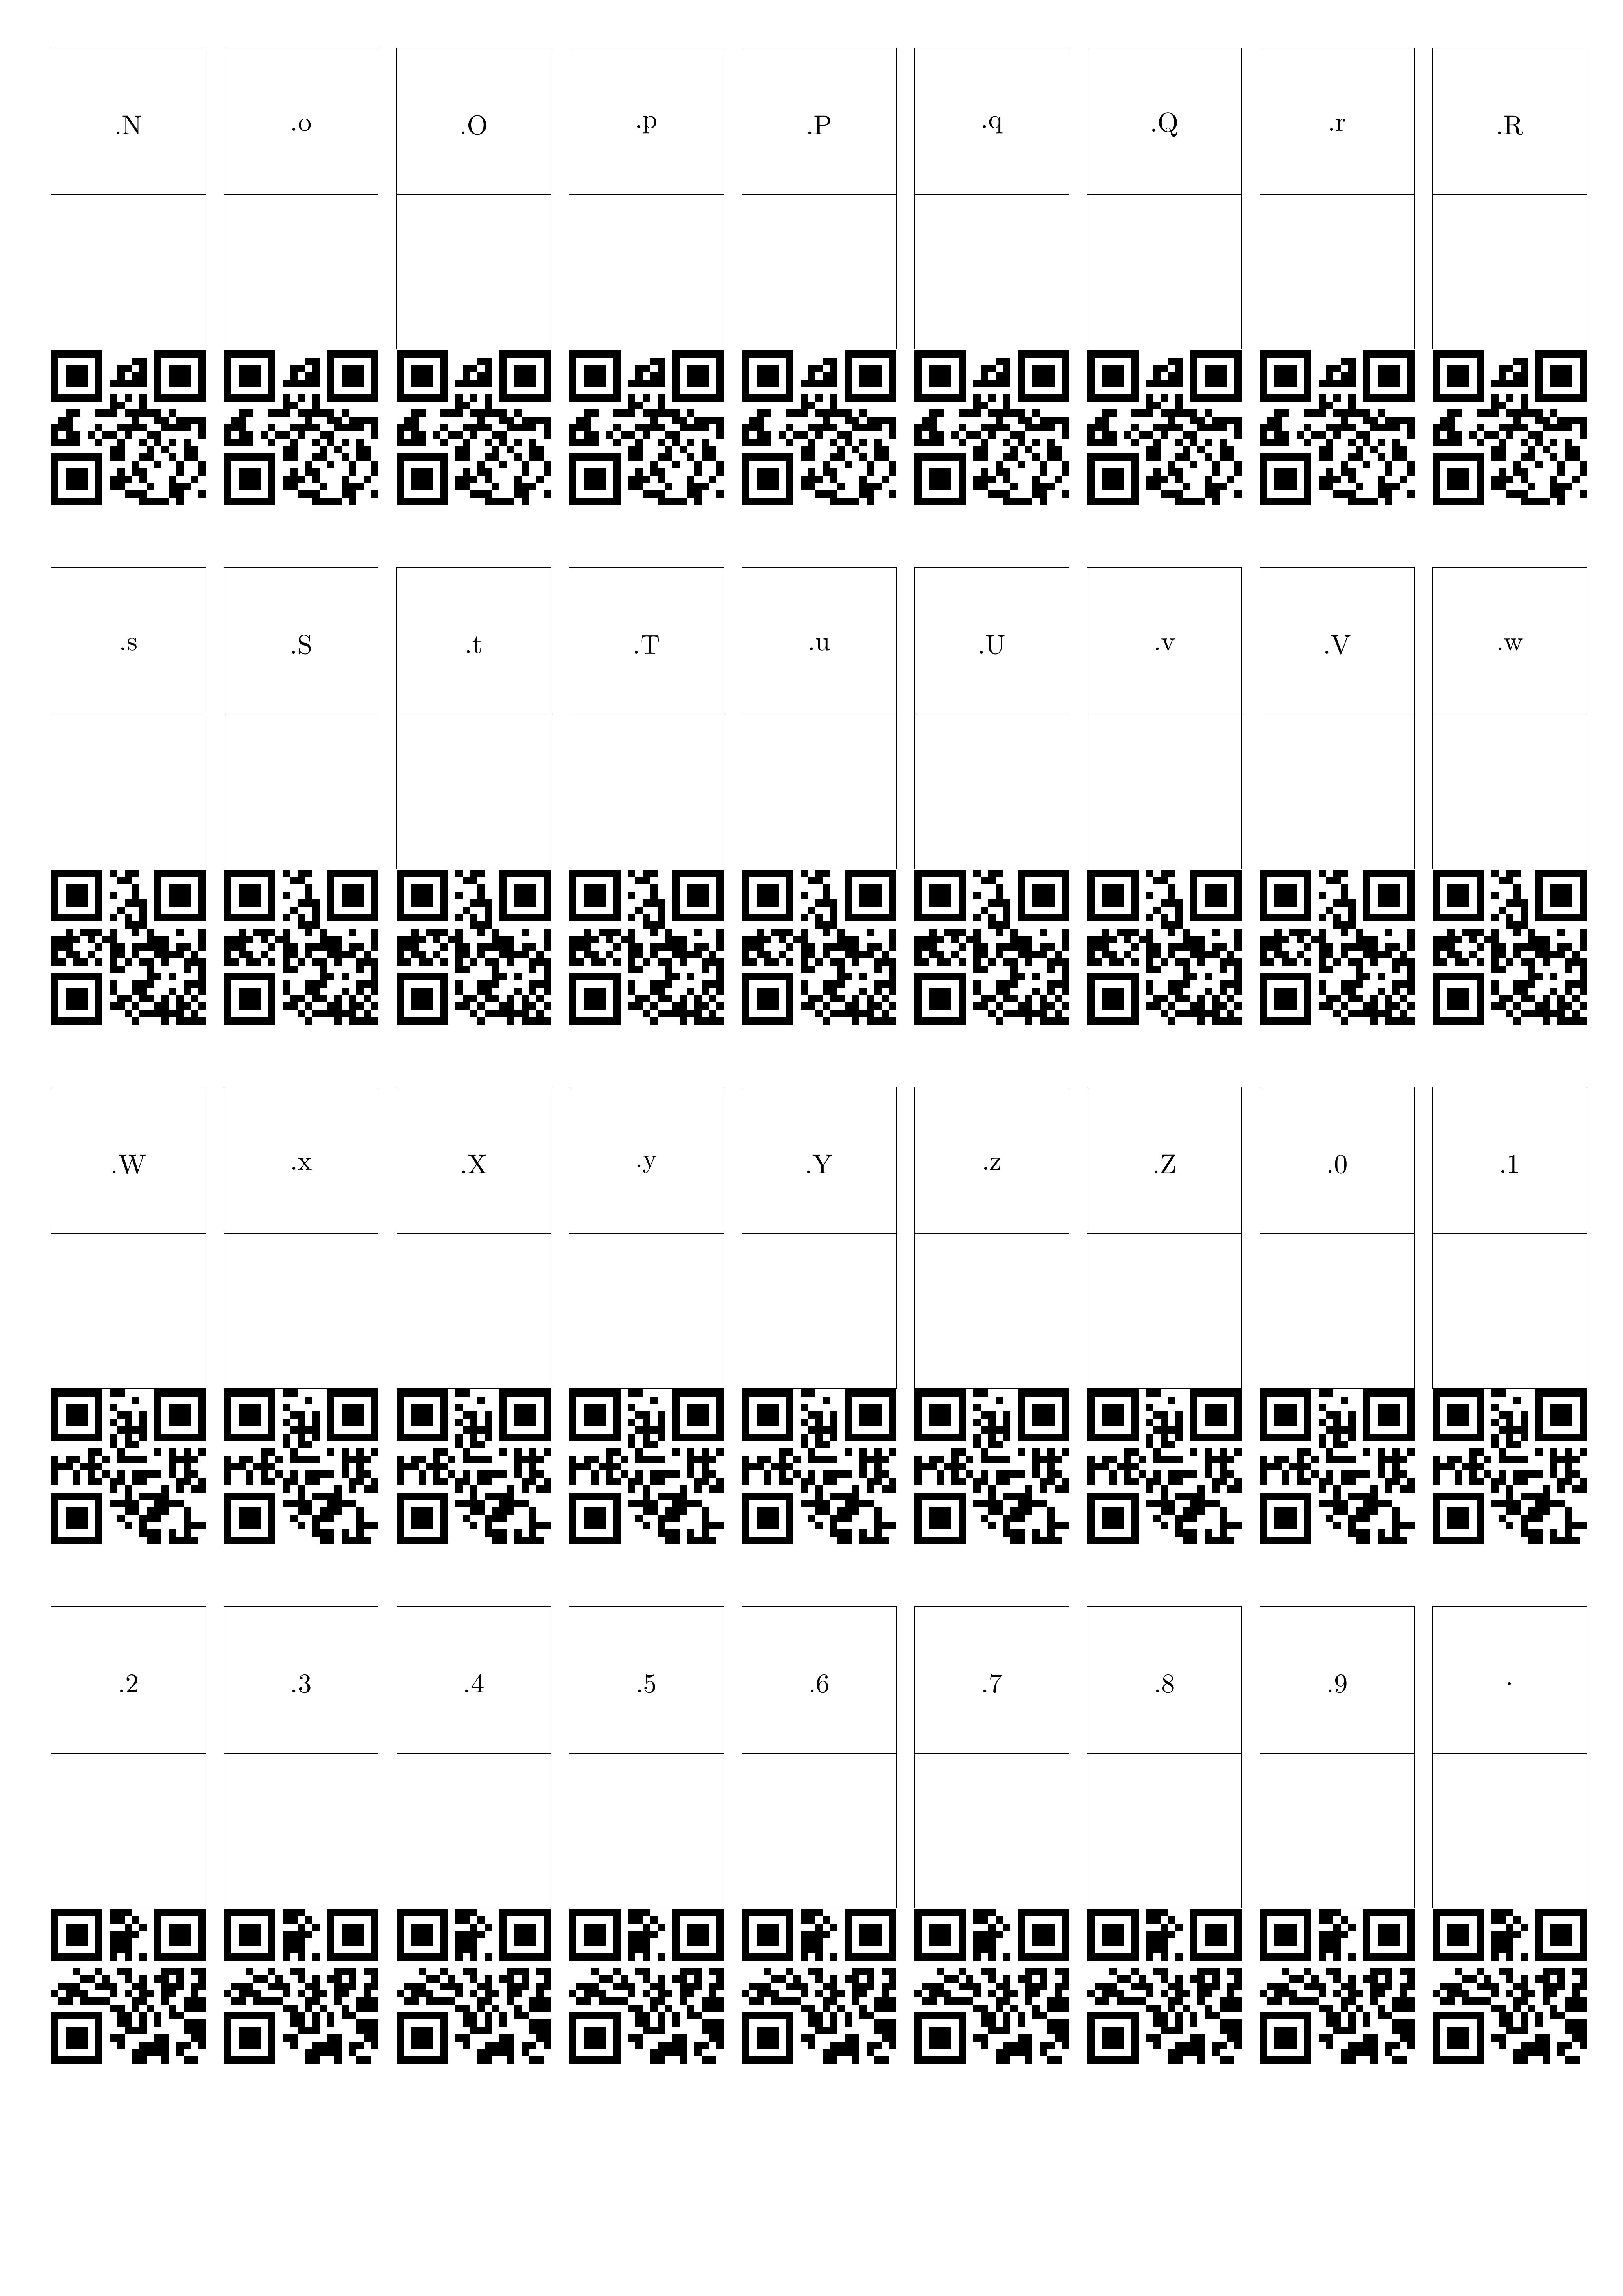 .N .o .O .p .P .q .Q .r .R
.s .S .t .T .u .U .v .V .w
.W .x .X .y .Y .z .Z .0 .1
.2 .3 .4 .5 .6 .7 .8 .9 .